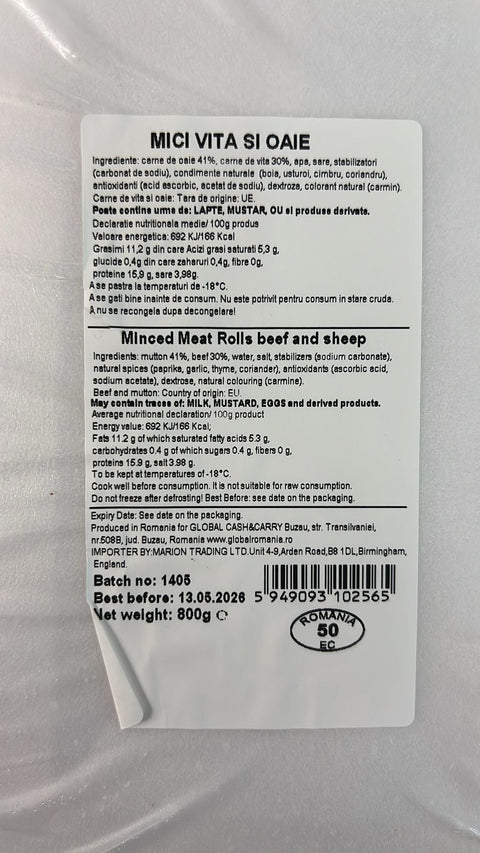 MICI VITA SI OAIE
Ingrediente: carne de oaie 41%, carne de vita 30%, apa, sare, stabilizatori
(carbonat de sodiu), condimente naturale (boia, usturoi, cimbru, coriandru),
antioxidanti (acid ascorbic, acetat de sodiu), dextroza, colorant natural (carmin).
Carne de vita si oaie: Tara de origine: UE.
Poate contine urme de: LAPTE, MUSTAR, OU si produse derivate.
Declaratie nutritionala medie/ 100g produs
Valoare energetica: 692 KJ/166 Kcal
Grasimi 11,2 g din care Acizi grasi saturati 5,3 g,
glucide 0,4g din care zaharuri 0,4g, fibre 0g,
proteine 15,9 g, sare 3,98g.
A se pastra la temperaturi de -18°C.
A se gati bine inainte de consum. Nu este potrivit pentru consum in stare cruda.
A nu se recongela dupa decongelare!
Minced Meat Rolls beef and sheep
Ingredients: mutton 41%, beef 30%, water, salt, stabilizers (sodium carbonate),
natural spices (paprika, garlic, thyme, coriander), antioxidants (ascorbic acid,
sodium acetate), dextrose, natural colouring (carmine).
Beef and mutton: Country of origin: EU.
May contain traces of: MILK, MUSTARD, EGGS and derived products.
Average nutritional declaration/ 100g product
Energy value: 692 KJ/166 Kcal;
Fats 11.2 g of which saturated fatty acids 5.3 g,
carbohydrates 0.4 g of which sugars 0.4 g, fibers 0 g,
proteins 15.9 g, salt 3.98 g.
To be kept at temperatures of -18°C.
Cook well before consumption. It is not suitable for raw consumption.
Do not freeze after defrosting! Best Before: see date on the packaging.
Expiry Date: See date on the packaging.
Produced in Romania for GLOBAL CASH&CARRY Buzau, str. Transilvaniei,
nr.508B, jud. Buzau, Romania www.globalromania.ro
IMPORTER BY:MARION TRADING LTD.Unit 4-9,Arden Road,B8 1DL,Birmingham,
England.
Batch no: 1405
Best before: 13.05.2026
Net weight: 800g ℮
5 949093 102565
ROMANIA
50
EC